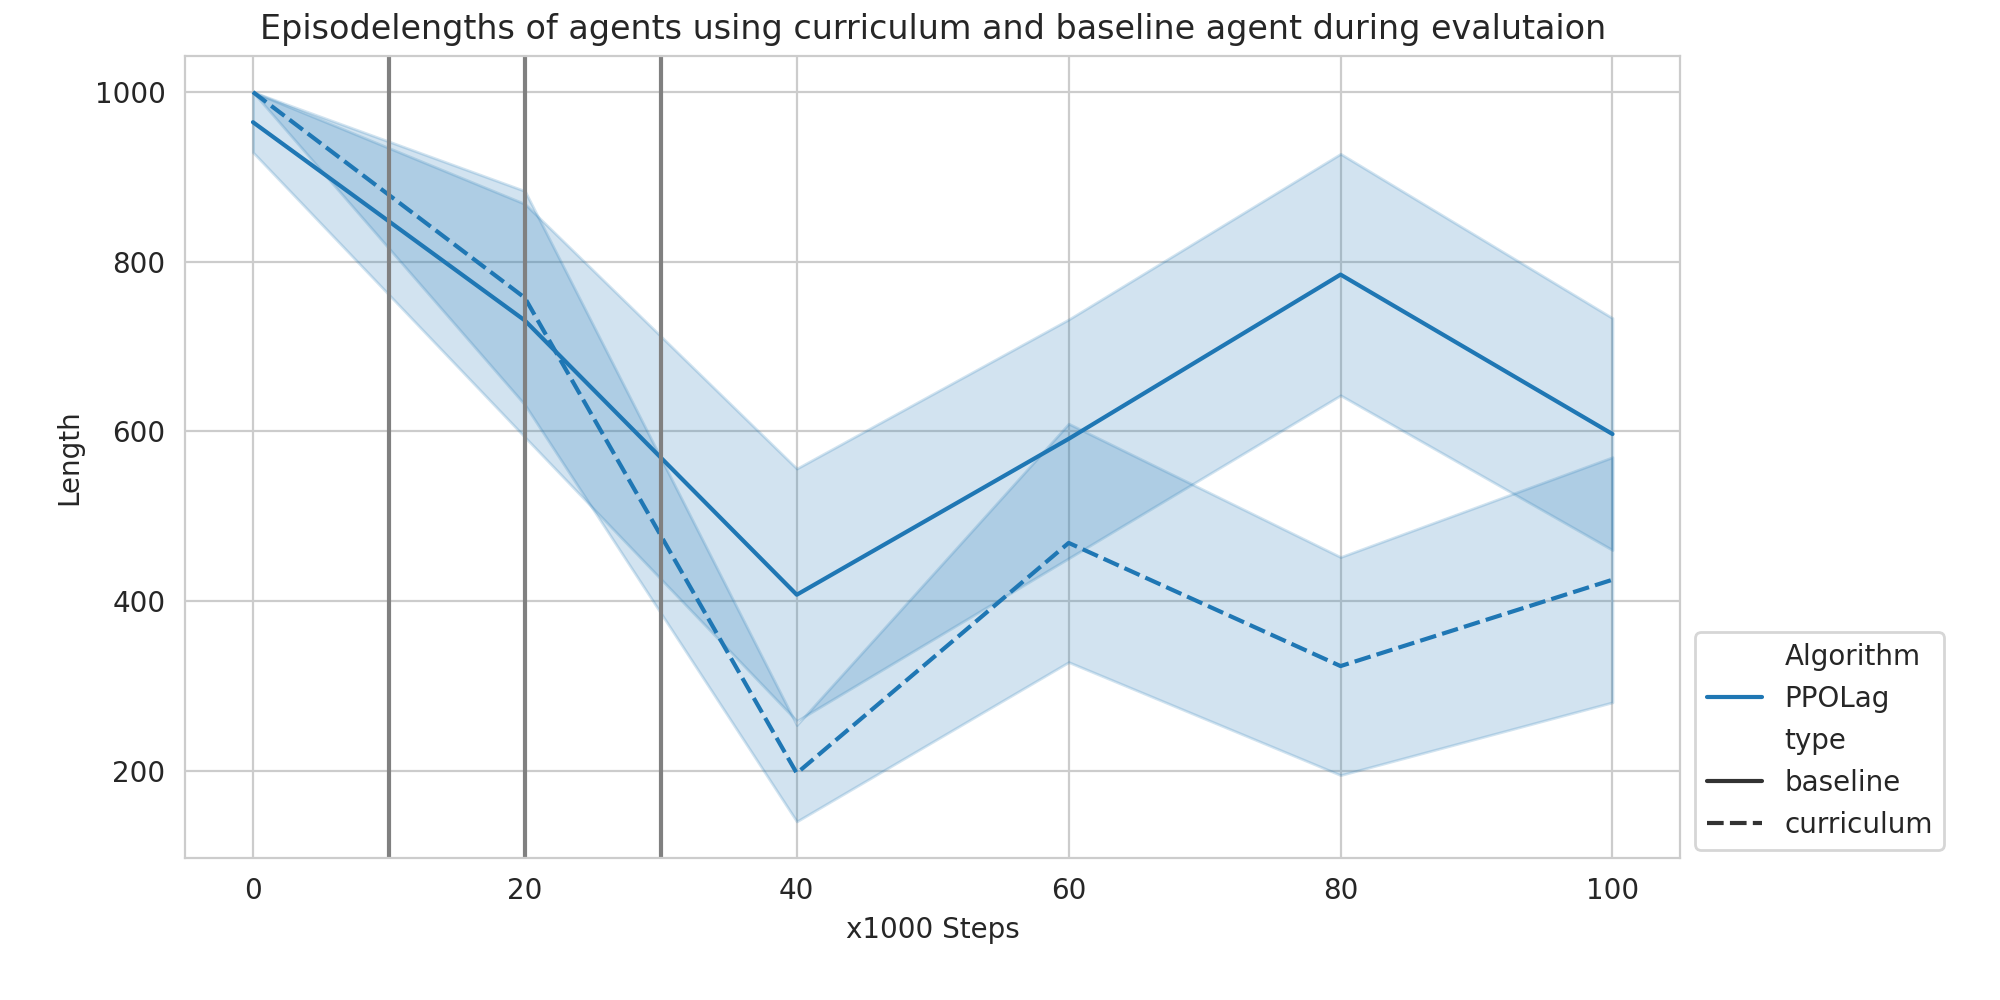 Episodelengths of agents using curriculum and baseline agent during evalutaion
1000
800
600
400
200
Length
0 20 40 60 80 100
x1000 Steps
Algorithm
PPOLag
type
baseline
curriculum